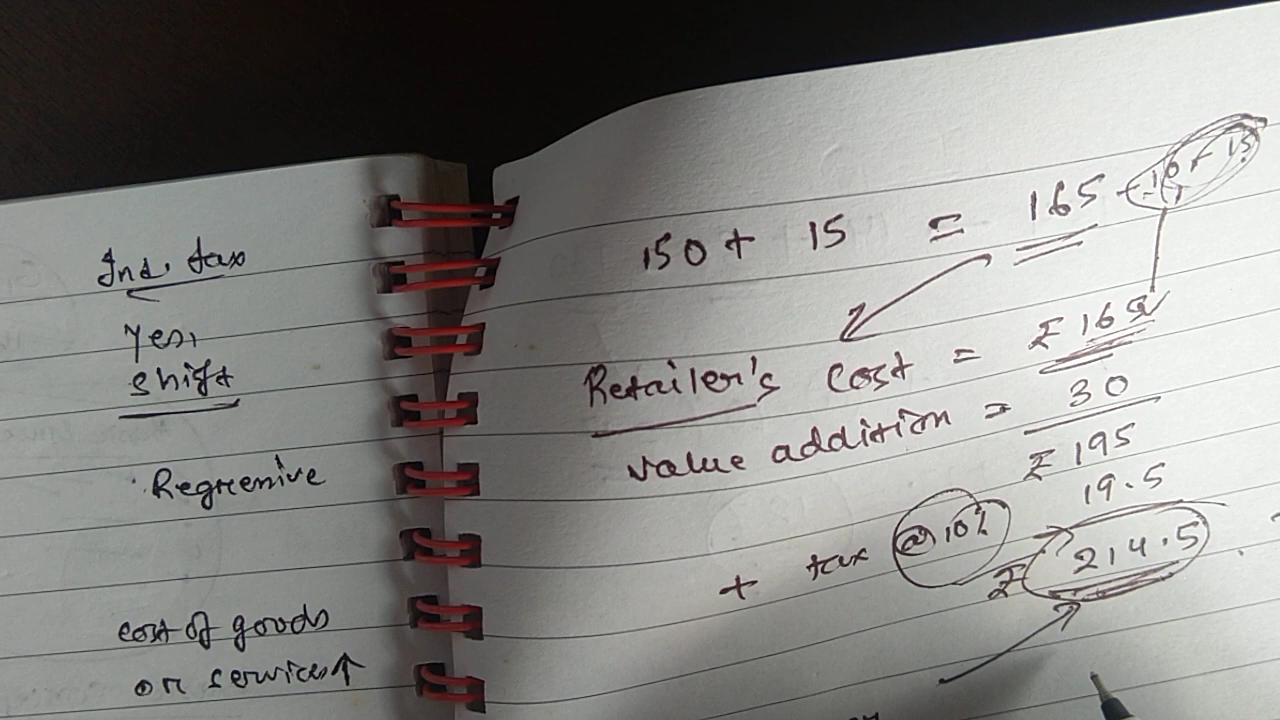 Ind. tax
Yes,
shift
Regressive
cost of goods
or services↑
150 + 15 = 165
Retailer's cost = ₹ 165
value addition = 30
₹ 195
19.5
+ tax @ 10%
₹ 214.5